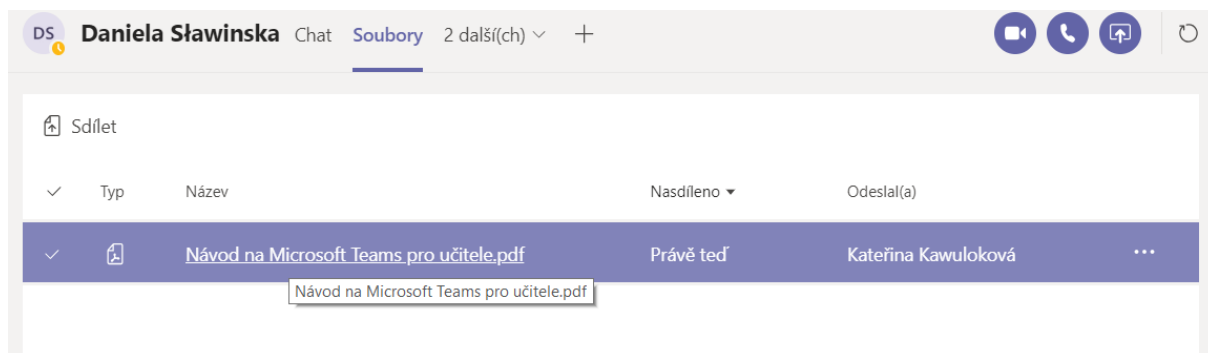 DS Daniela Sławinska Chat Soubory 2 další(ch)
Sdílet
Typ Název Nasdíleno Odeslal(a)
Návod na Microsoft Teams pro učitele.pdf Právě teď Kateřina Kawuloková
Návod na Microsoft Teams pro učitele.pdf